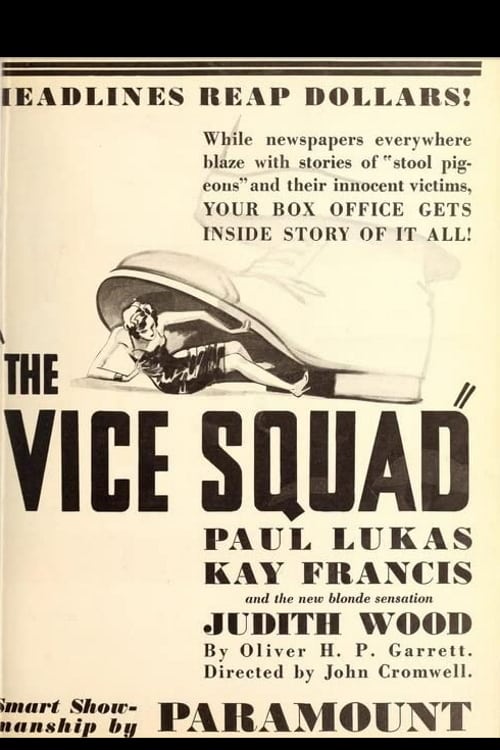 HEADLINES REAP DOLLARS!
While newspapers everywhere
blaze with stories of "stool pig-
eons" and their innocent victims,
YOUR BOX OFFICE GETS
INSIDE STORY OF IT ALL!
THE
VICE SQUAD"
PAUL LUKAS
KAY FRANCIS
and the new blonde sensation
JUDITH WOOD
By Oliver H. P. Garrett.
Directed by John Cromwell.
Smart Show-
manship by PARAMOUNT